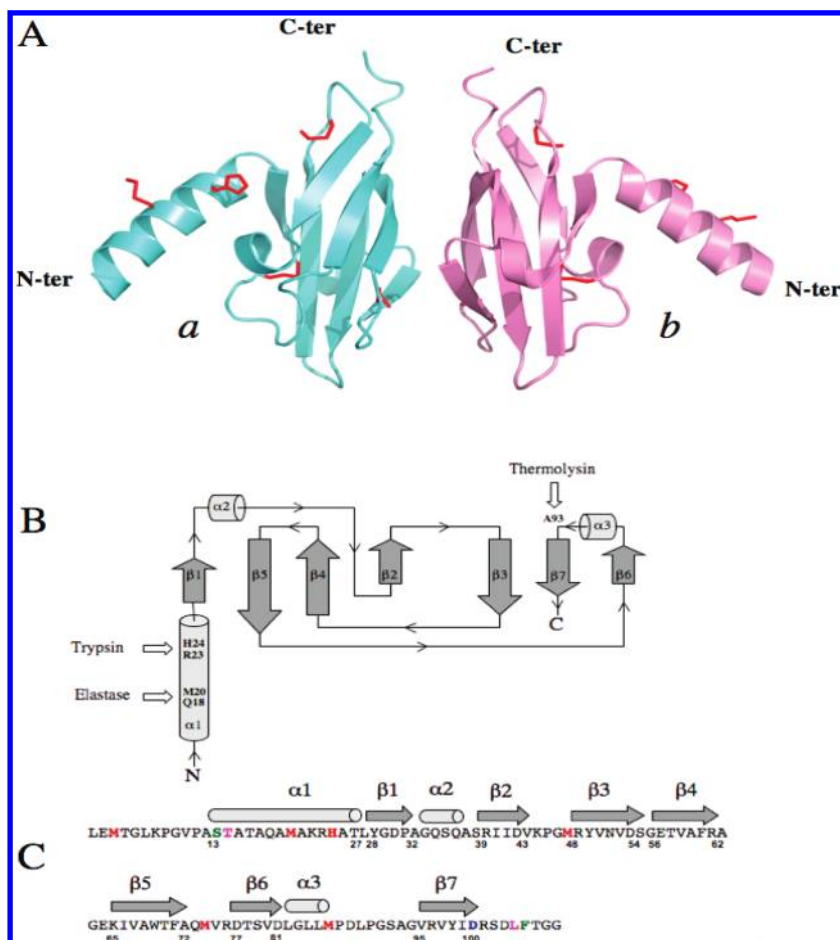 A
C-ter
C-ter
N-ter
a
b
N-ter
B
Thermolysin
A93
α2
α3
β1
β5
β4
β2
β3
β7
β6
C
Trypsin
H24
R23
Elastase
M20
Q18
α1
N
C
α1 β1 α2 β2 β3 β4
LEMTGLKPGVPASTATAQAMAKRHATLYGDPAGQSQASRIIDVKPGMRYVNVDSGETVAFRA
13 27 28 32 39 43 48 54 56 62
β5 β6 α3 β7
GEKIVAWTFAQMVRDTSVDLGLLMPDLPGSAGVRVYIDRSDLFTGG
65 72 77 81 95 100